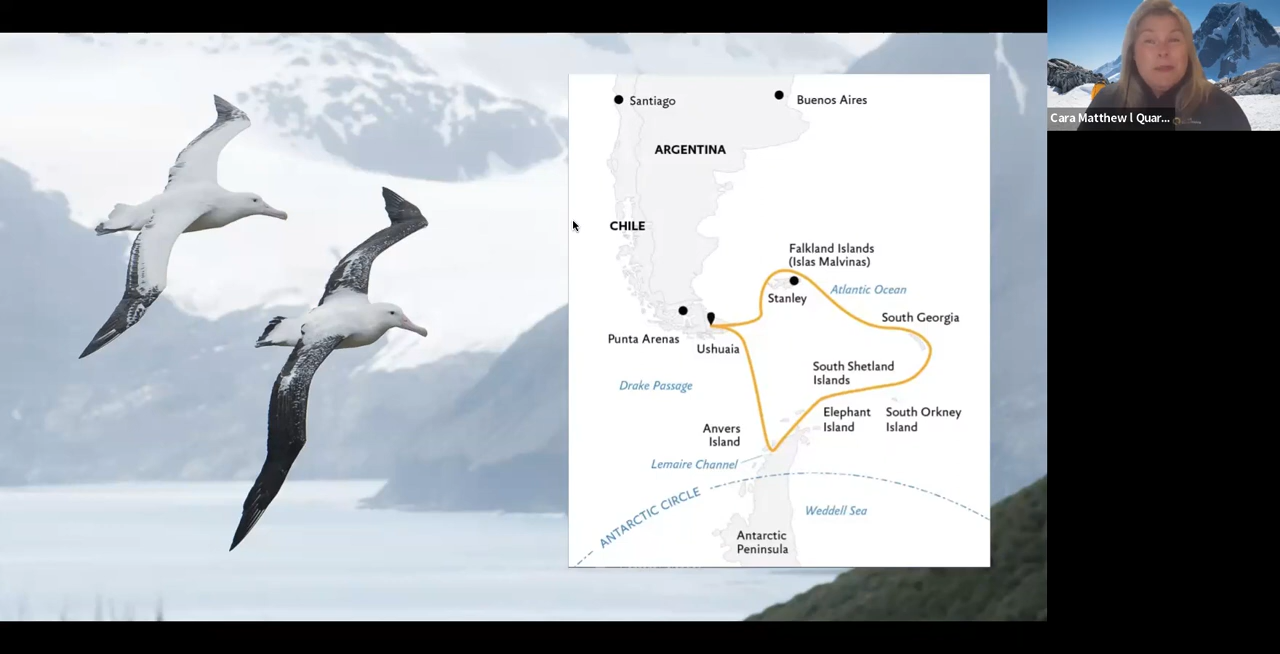 Santiago
Buenos Aires
ARGENTINA
CHILE
Falkland Islands
(Islas Malvinas)
Atlantic Ocean
Stanley
South Georgia
Punta Arenas
Ushuaia
Drake Passage
South Shetland
Islands
Elephant
Island
South Orkney
Island
Anvers
Island
Lemaire Channel
ANTARCTIC CIRCLE
Weddell Sea
Antarctic
Peninsula
Cara Matthew l Quar...